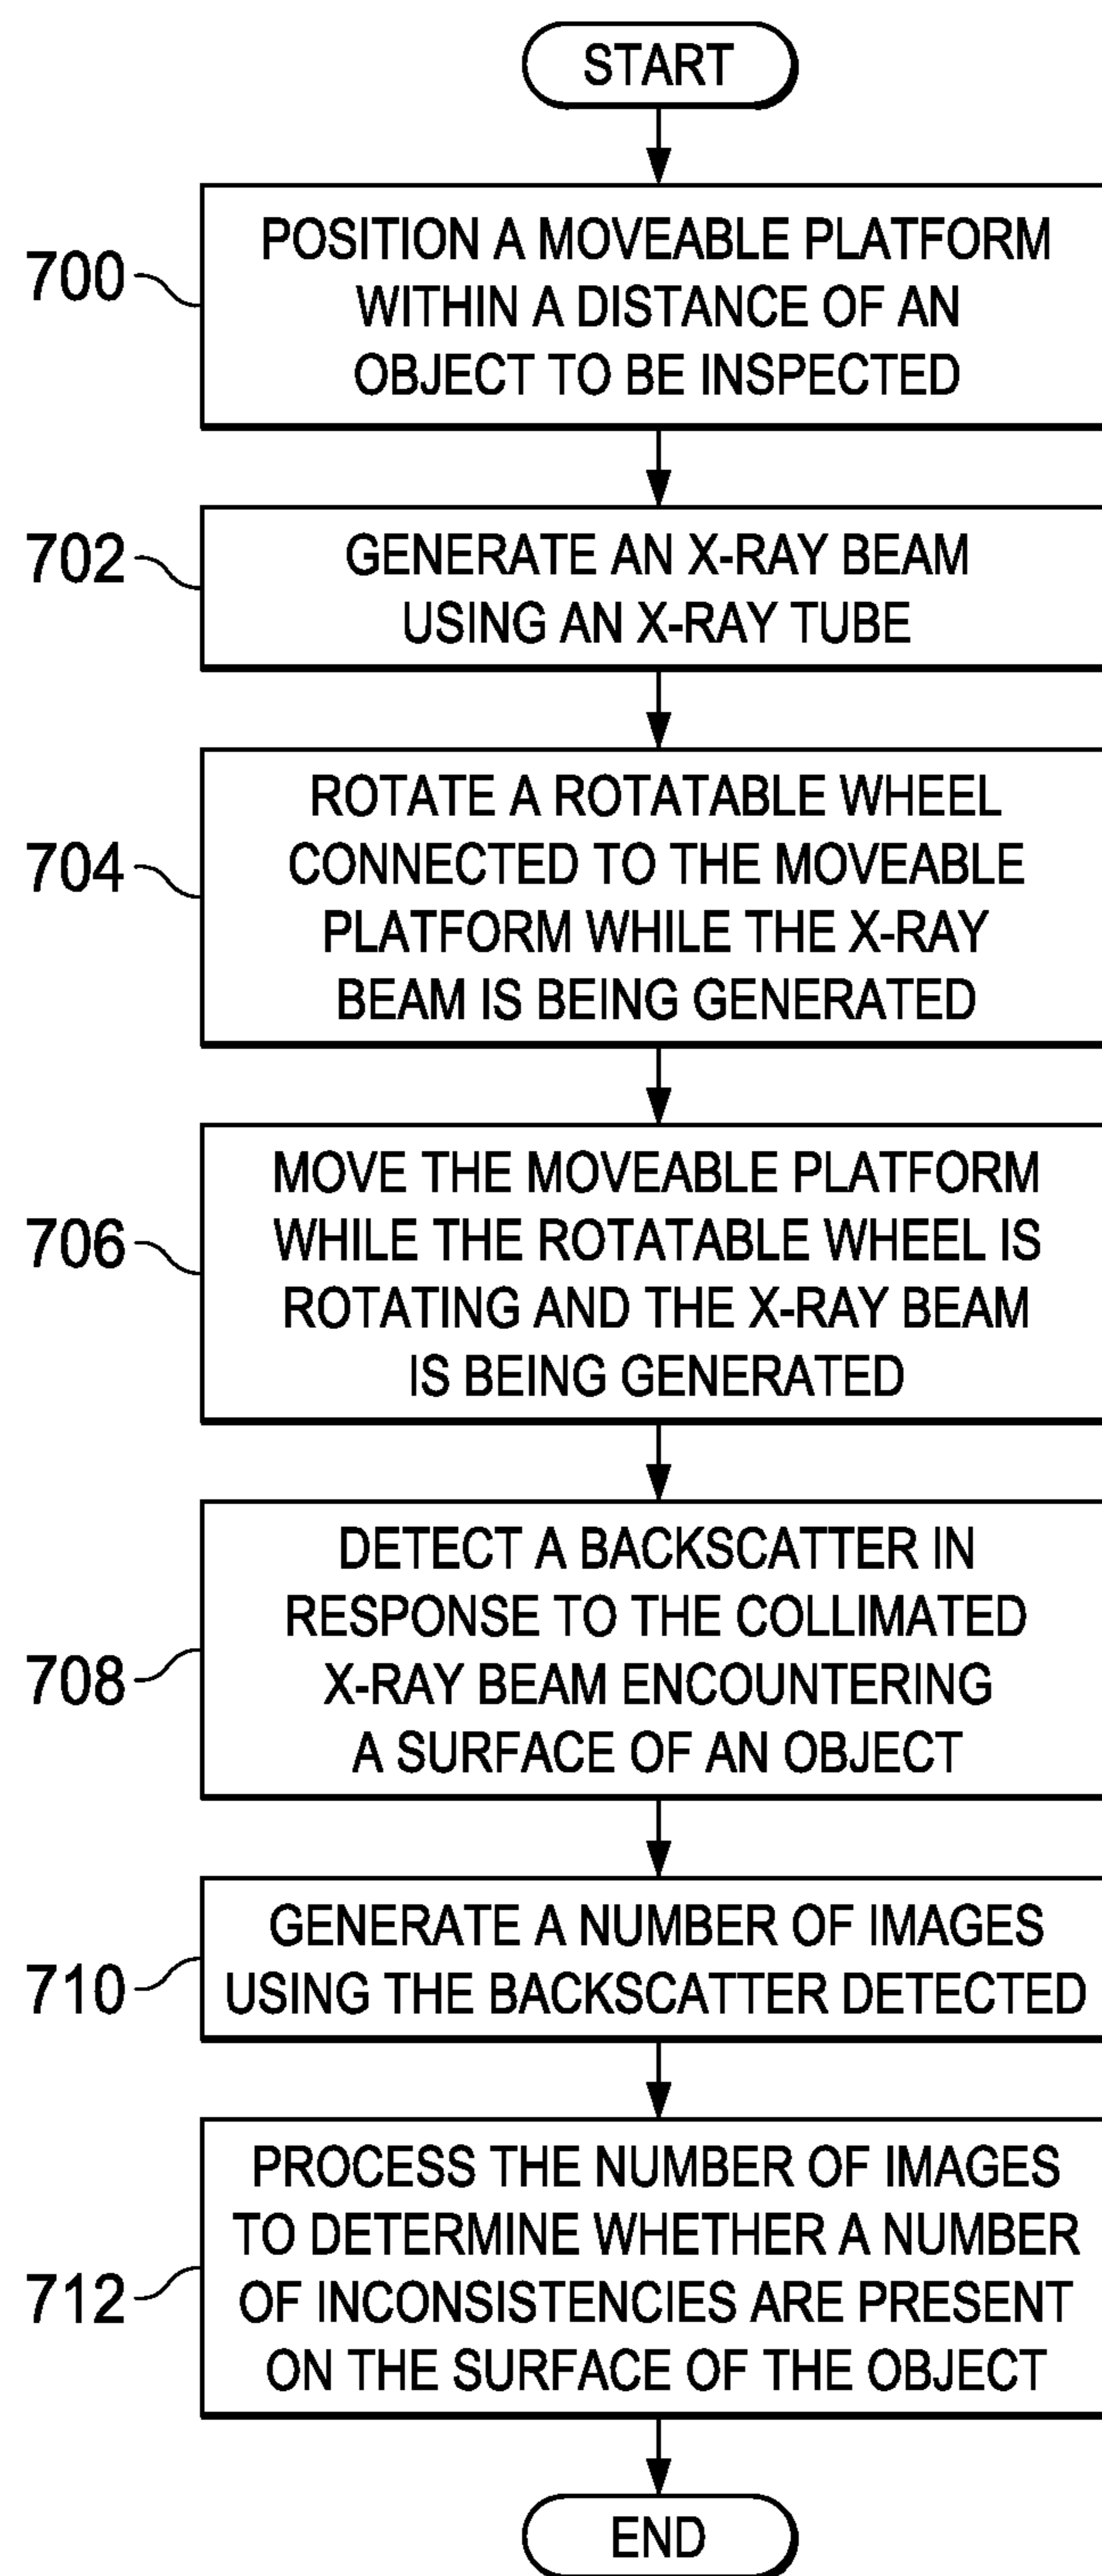 START
700
POSITION A MOVEABLE PLATFORM
WITHIN A DISTANCE OF AN
OBJECT TO BE INSPECTED
702
GENERATE AN X-RAY BEAM
USING AN X-RAY TUBE
704
ROTATE A ROTATABLE WHEEL
CONNECTED TO THE MOVEABLE
PLATFORM WHILE THE X-RAY
BEAM IS BEING GENERATED
706
MOVE THE MOVEABLE PLATFORM
WHILE THE ROTATABLE WHEEL IS
ROTATING AND THE X-RAY BEAM
IS BEING GENERATED
708
DETECT A BACKSCATTER IN
RESPONSE TO THE COLLIMATED
X-RAY BEAM ENCOUNTERING
A SURFACE OF AN OBJECT
710
GENERATE A NUMBER OF IMAGES
USING THE BACKSCATTER DETECTED
712
PROCESS THE NUMBER OF IMAGES
TO DETERMINE WHETHER A NUMBER
OF INCONSISTENCIES ARE PRESENT
ON THE SURFACE OF THE OBJECT
END